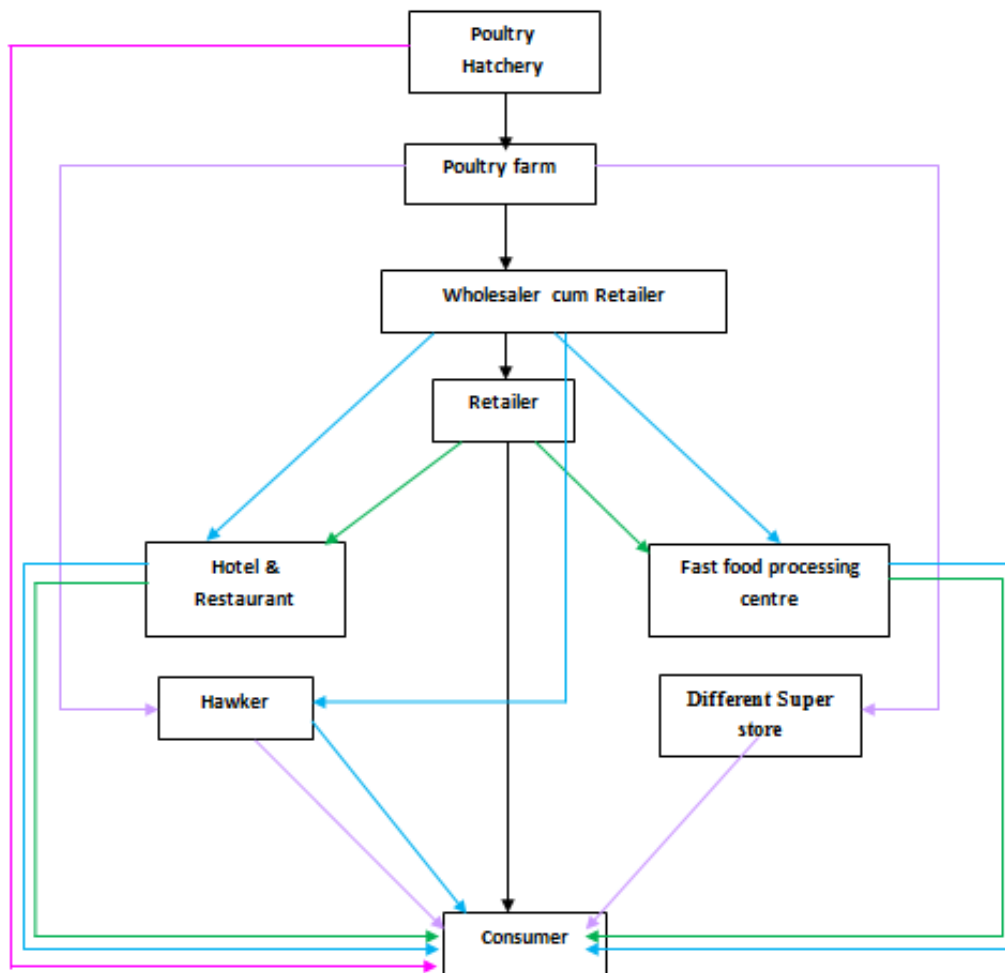 Poultry
Hatchery
Poultry farm
Wholesaler cum Retailer
Retailer
Hotel &
Restaurant
Fast food processing
centre
Hawker
Different Super
store
Consumer